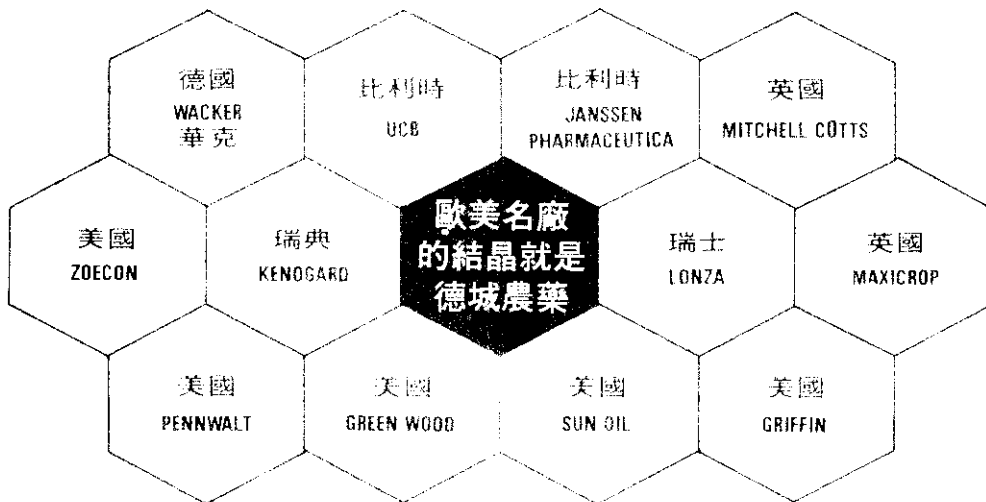 德國
WACKER
華克
比利時
UCB
比利時
JANSSEN
PHARMACEUTICA
英國
MITCHELL COTTS
美國
ZOECON
瑞典
KENOGARD
歐美名廠
的結晶就是
德城農藥
瑞士
LONZA
英國
MAXICROP
美國
PENNWALT
美國
GREEN WOOD
美國
SUN OIL
美國
GRIFFIN